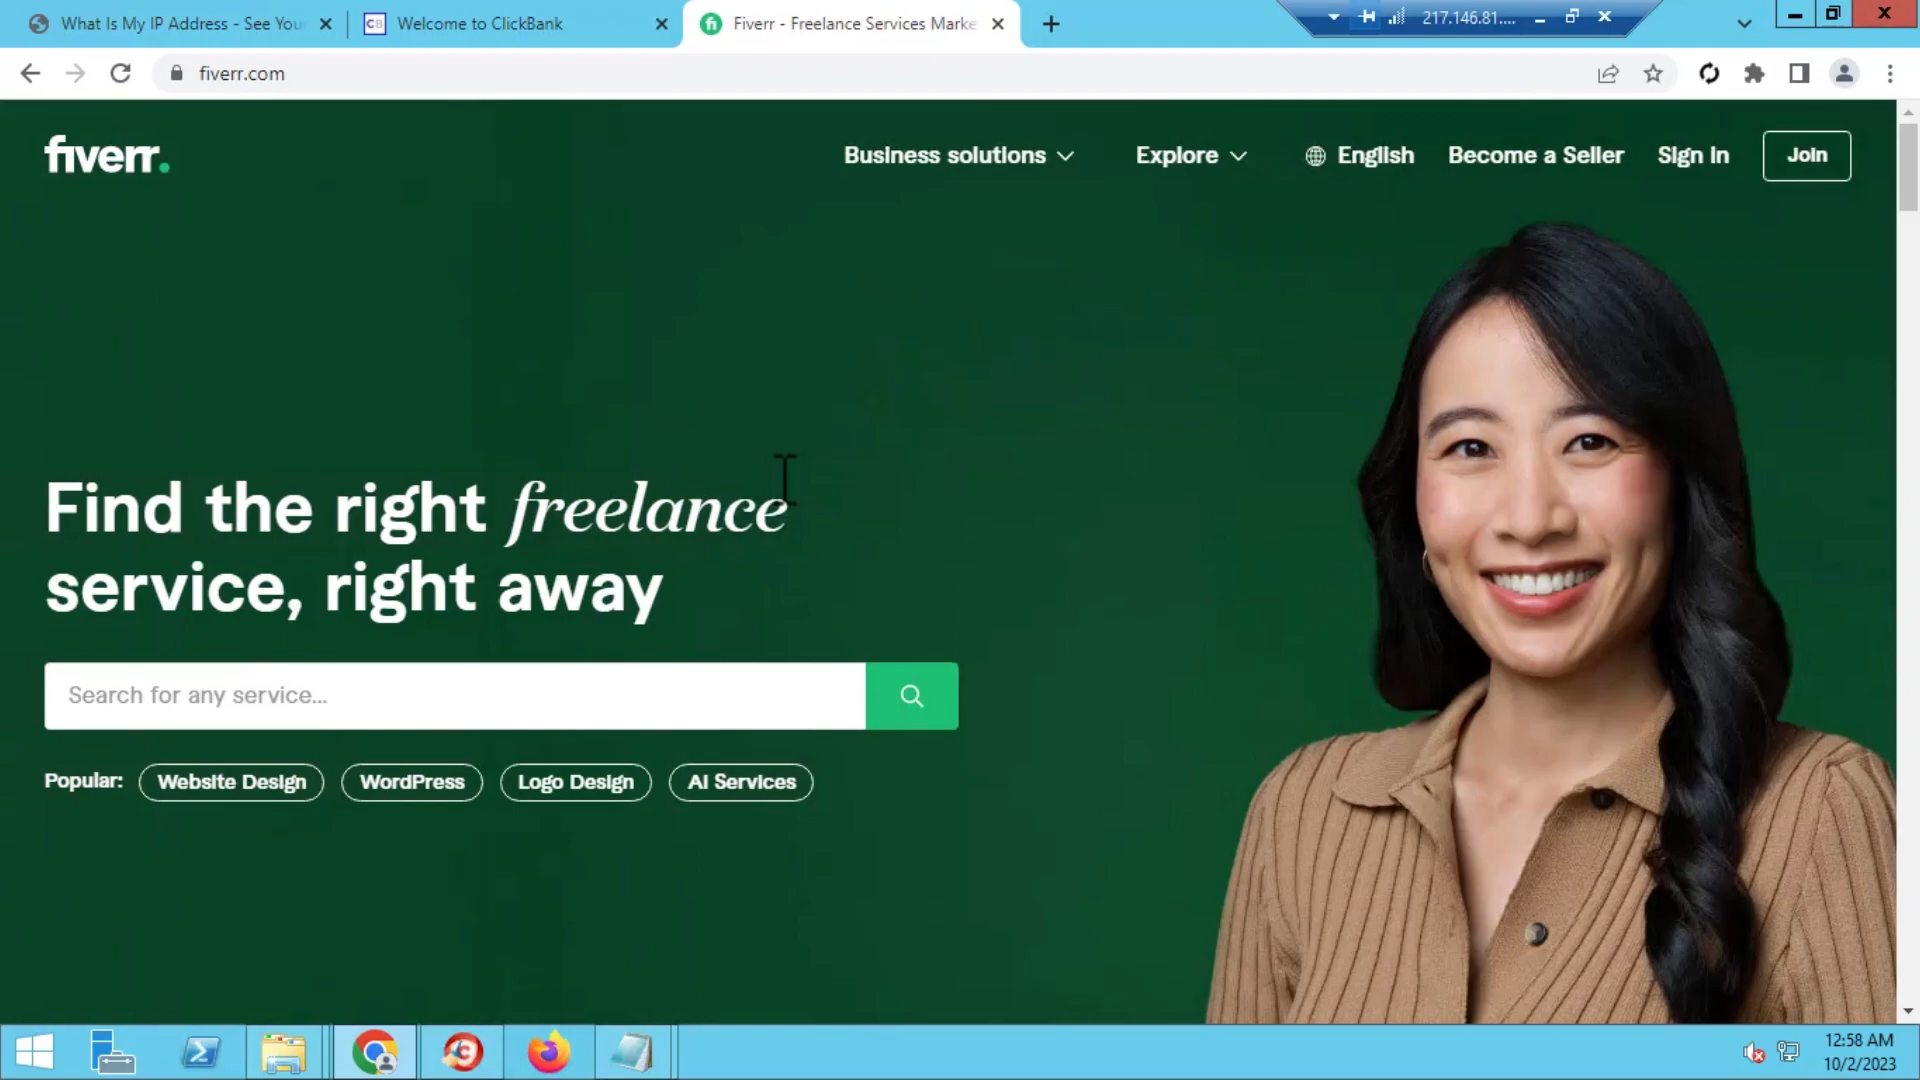 What Is My IP Address - See You
Welcome to ClickBank
Fiverr - Freelance Services Marke
217.146.81....
fiverr.com
fiverr.
Business solutions
Explore
English
Become a Seller
Sign in
Join
Find the right freelance
service, right away
Search for any service...
Popular:
Website Design
WordPress
Logo Design
AI Services
12:58 AM
10/2/2023